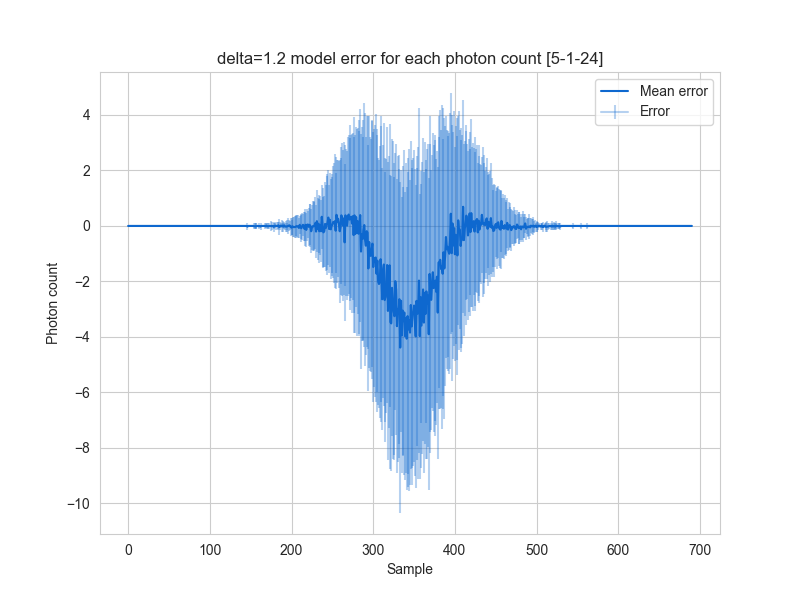 delta=1.2 model error for each photon count [5-1-24]
Mean error
Error
Photon count
4
2
0
−2
−4
−6
−8
−10
0 100 200 300 400 500 600 700
Sample